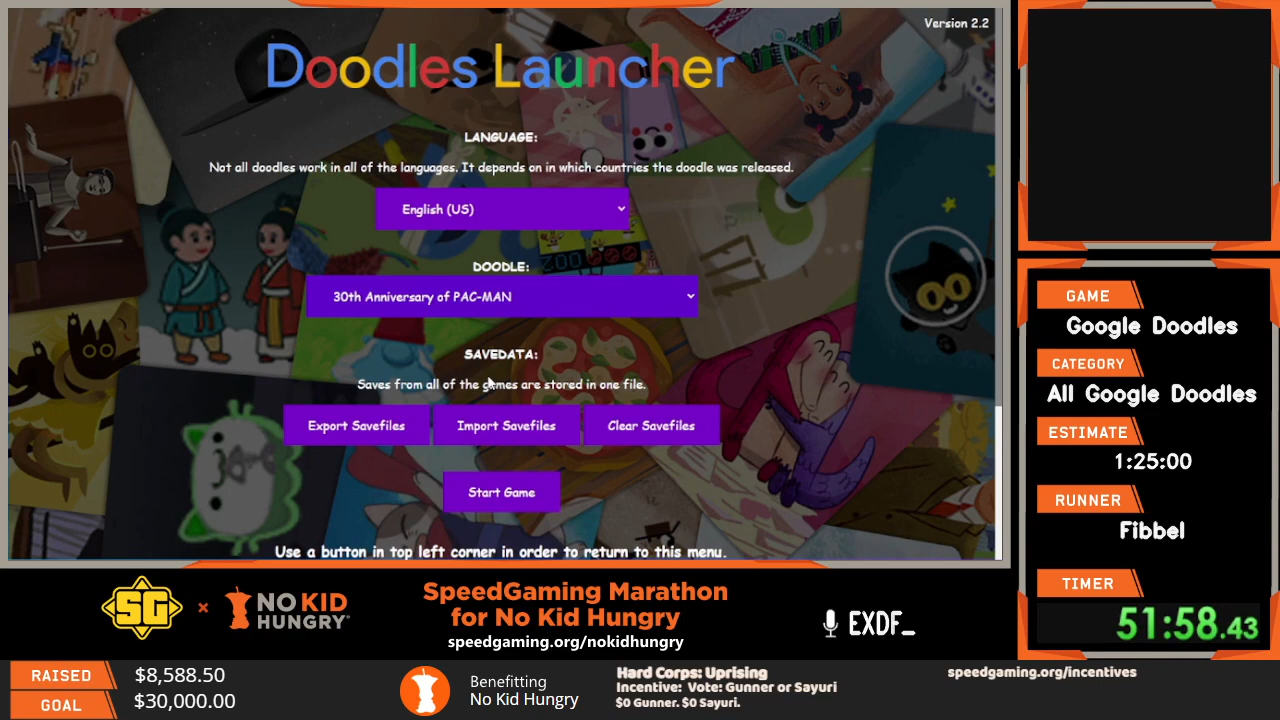 Version 2.2
Doodles Launcher
LANGUAGE:
Not all doodles work in all of the languages. It depends on in which countries the doodle was released.
English (US)
DOODLE:
30th Anniversary of PAC-MAN
SAVEDATA:
Saves from all of the games are stored in one file.
Export Savefiles
Import Savefiles
Clear Savefiles
Start Game
Use a button in top left corner in order to return to this menu.
ZOO
GAME
Google Doodles
CATEGORY
All Google Doodles
ESTIMATE
1:25:00
RUNNER
Fibbel
TIMER
51:58.43
SG
×
NO KID
HUNGRY
SpeedGaming Marathon
for No Kid Hungry
speedgaming.org/nokidhungry
EXDF_
RAISED
$8,588.50
GOAL
$30,000.00
Benefitting
No Kid Hungry
Hard Corps: Uprising
Incentive: Vote: Gunner or Sayuri
$0 Gunner. $0 Sayuri.
speedgaming.org/incentives